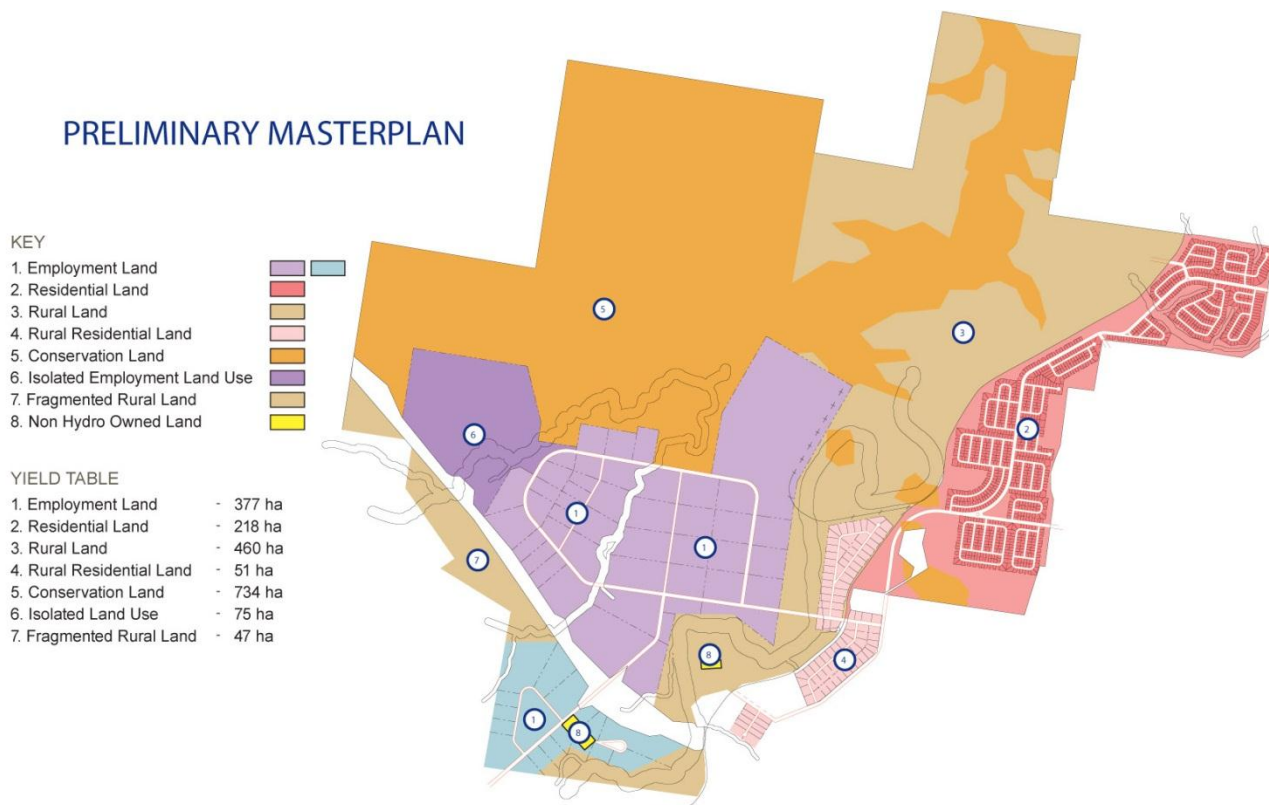 PRELIMINARY MASTERPLAN
KEY
1. Employment Land
2. Residential Land
3. Rural Land
4. Rural Residential Land
5. Conservation Land
6. Isolated Employment Land Use
7. Fragmented Rural Land
8. Non Hydro Owned Land
YIELD TABLE
1. Employment Land - 377 ha
2. Residential Land - 218 ha
3. Rural Land - 460 ha
4. Rural Residential Land - 51 ha
5. Conservation Land - 734 ha
6. Isolated Land Use - 75 ha
7. Fragmented Rural Land - 47 ha
5
3
2
6
1
1
7
8
4
1
8